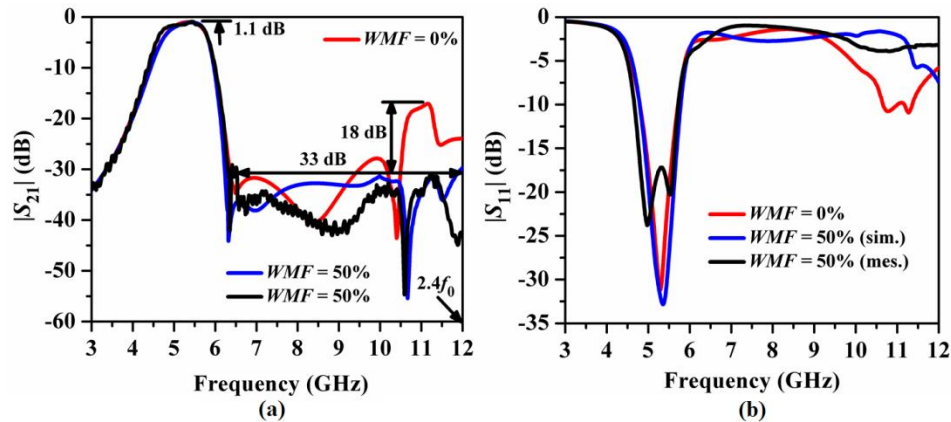 0
-10
-20
-30
-40
-50
-60
|S21| (dB)
1.1 dB
WMF = 0%
18 dB
33 dB
WMF = 50%
WMF = 50%
2.4f0
3 4 5 6 7 8 9 10 11 12
Frequency (GHz)
(a)
0
-5
-10
-15
-20
-25
-30
-35
|S11| (dB)
WMF = 0%
WMF = 50% (sim.)
WMF = 50% (mes.)
3 4 5 6 7 8 9 10 11 12
Frequency (GHz)
(b)